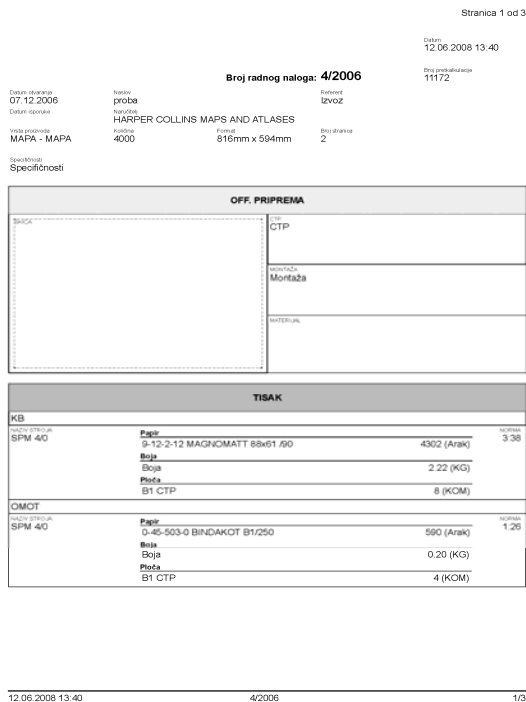 Stranica 1 od 3
Datum
12.06.2008 13:40
Broj radnog naloga: 4/2006
Broj pretkalkulacije
11172
Datum otvaranja
07.12.2006
Naslov
proba
Referent
Izvoz
Datum isporuke
Naručitelj
HARPER COLLINS MAPS AND ATLASES
Vrsta proizvoda
MAPA - MAPA
Količina
4000
Format
816mm x 594mm
Broj stranica
2
Specifičnosti
Specifičnosti
OFF. PRIPREMA
SKICA
CTP
CTP
MONTAŽA
Montaža
MATERIJAL
TISAK
KB
NAZIV STROJA
SPM 4/0
Papir
NORMA
3.38
9-12-2-12 MAGNOMATT 88x61 /90 4302 (Arak)
Boja
Boja 2.22 (KG)
Ploča
B1 CTP 8 (KOM)
OMOT
NAZIV STROJA
SPM 4/0
Papir
NORMA
1.26
0-45-503-0 BINDAKOT B1/250 590 (Arak)
Boja
Boja 0.20 (KG)
Ploča
B1 CTP 4 (KOM)
12.06.2008 13:40 4/2006 1/3